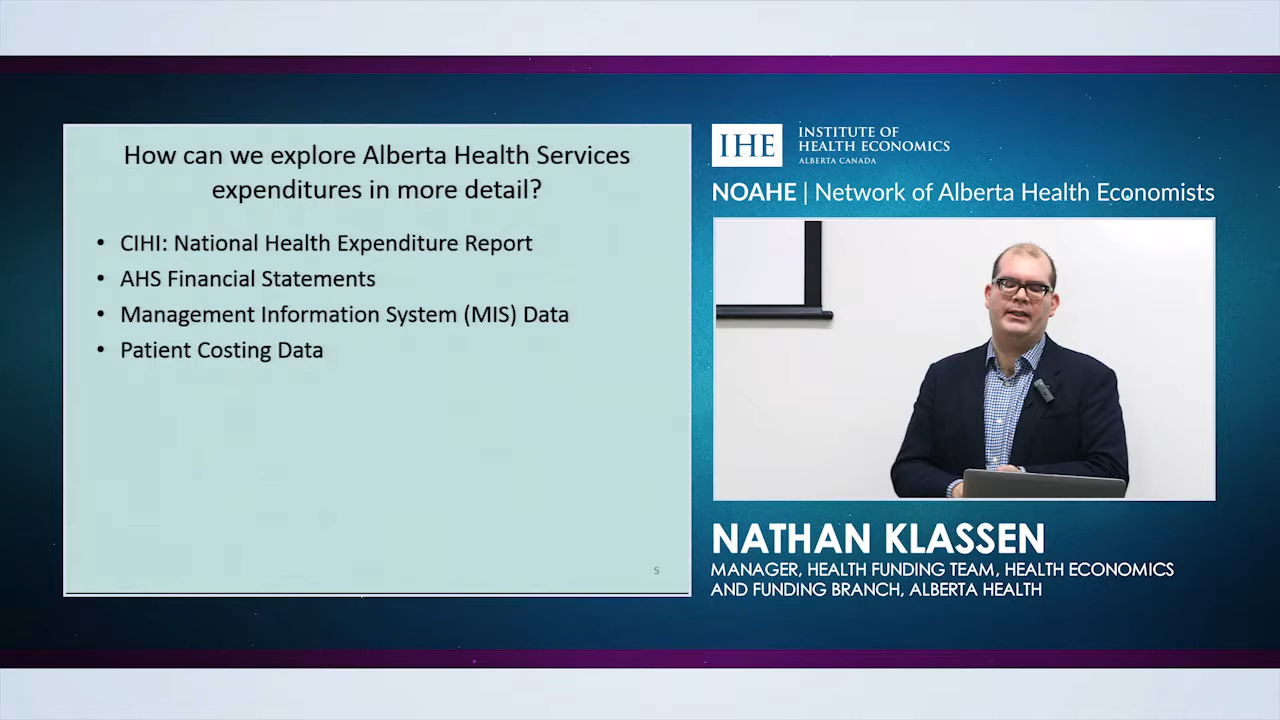 How can we explore Alberta Health Services
expenditures in more detail?
• CIHI: National Health Expenditure Report
• AHS Financial Statements
• Management Information System (MIS) Data
• Patient Costing Data
5
IHE
INSTITUTE OF
HEALTH ECONOMICS
ALBERTA CANADA
NOAHE | Network of Alberta Health Economists
NATHAN KLASSEN
MANAGER, HEALTH FUNDING TEAM, HEALTH ECONOMICS
AND FUNDING BRANCH, ALBERTA HEALTH